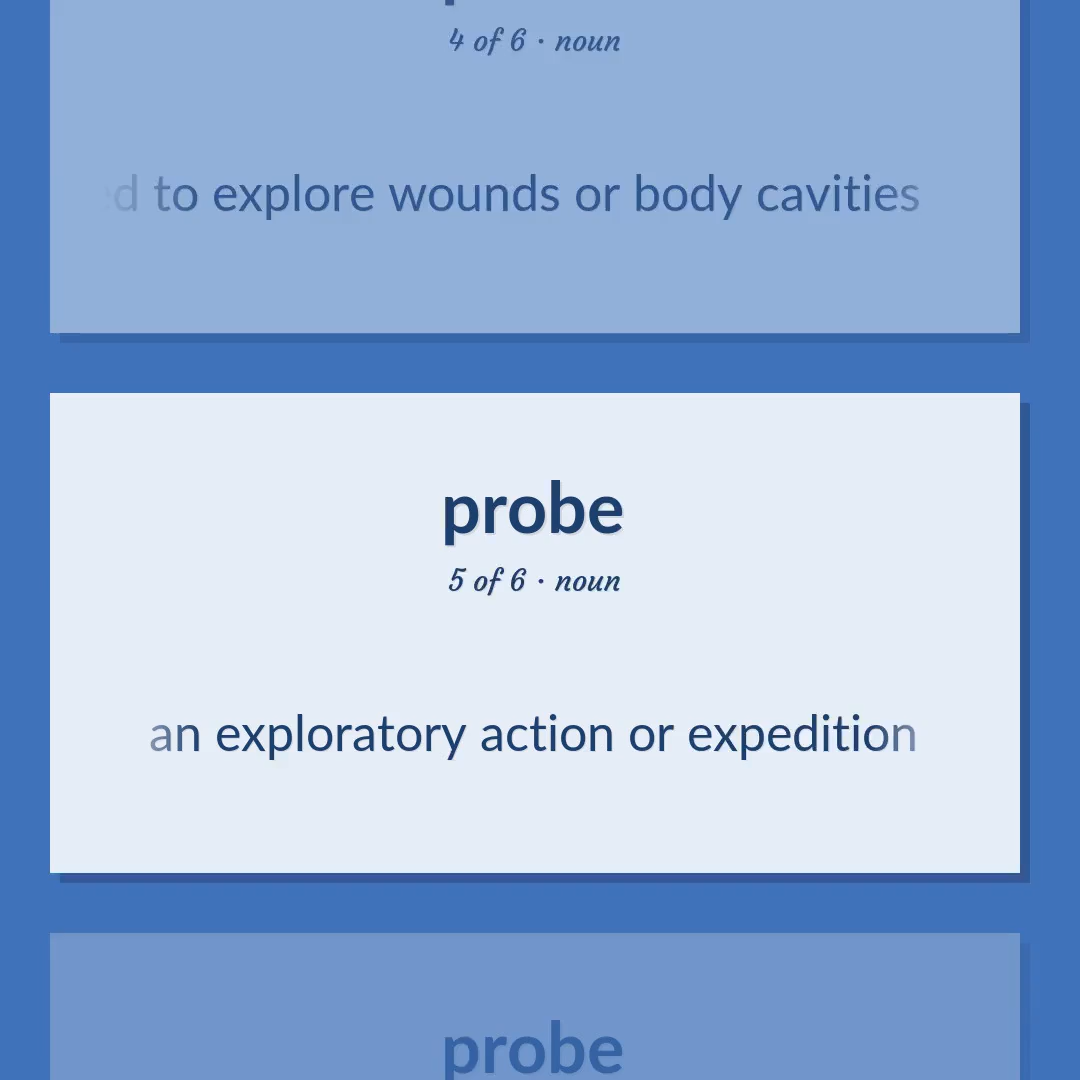 4 of 6 · noun
to explore wounds or body cavities
probe
5 of 6 · noun
an exploratory action or expedition
probe